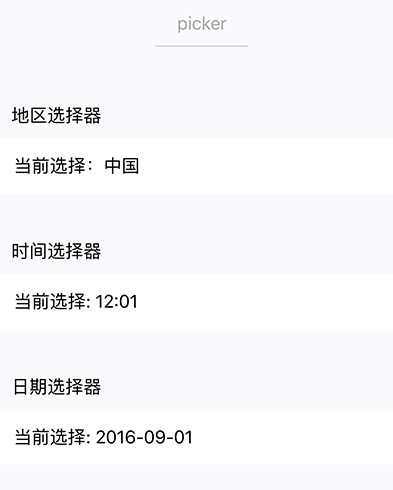 picker
地区选择器
当前选择：中国
时间选择器
当前选择: 12:01
日期选择器
当前选择: 2016-09-01